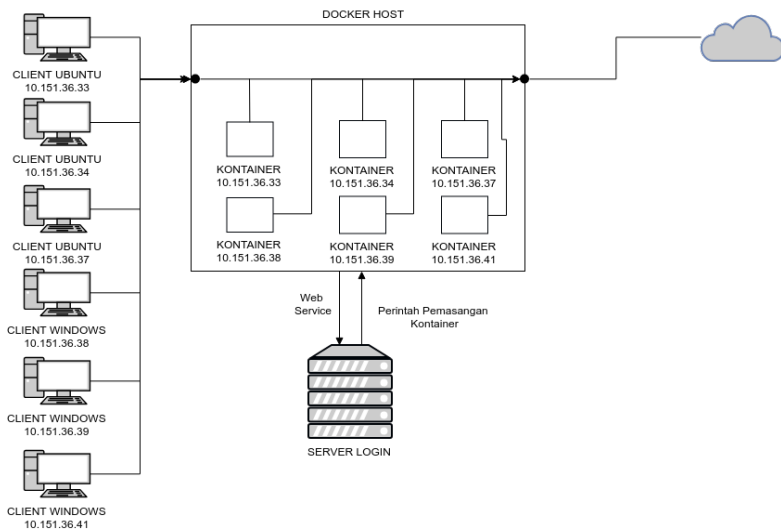 DOCKER HOST
CLIENT UBUNTU
10.151.36.33
CLIENT UBUNTU
10.151.36.34
CLIENT UBUNTU
10.151.36.37
CLIENT WINDOWS
10.151.36.38
CLIENT WINDOWS
10.151.36.39
CLIENT WINDOWS
10.151.36.41
KONTAINER
10.151.36.33
KONTAINER
10.151.36.34
KONTAINER
10.151.36.37
KONTAINER
10.151.36.38
KONTAINER
10.151.36.39
KONTAINER
10.151.36.41
Web
Service
Perintah Pemasangan
Kontainer
SERVER LOGIN